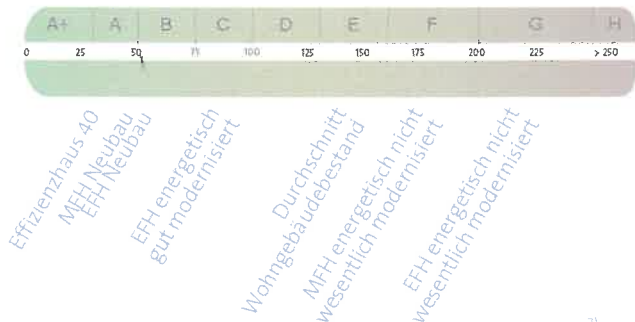 A+ A B C D E F G H
0 25 50 75 100 125 150 175 200 225 > 250
Effizienzhaus 40
MFH Neubau
EFH Neubau
EFH energetisch
gut modernisiert
Durchschnitt
Wohngebäudebestand
MFH energetisch nicht
wesentlich modernisiert
EFH energetisch nicht
wesentlich modernisiert